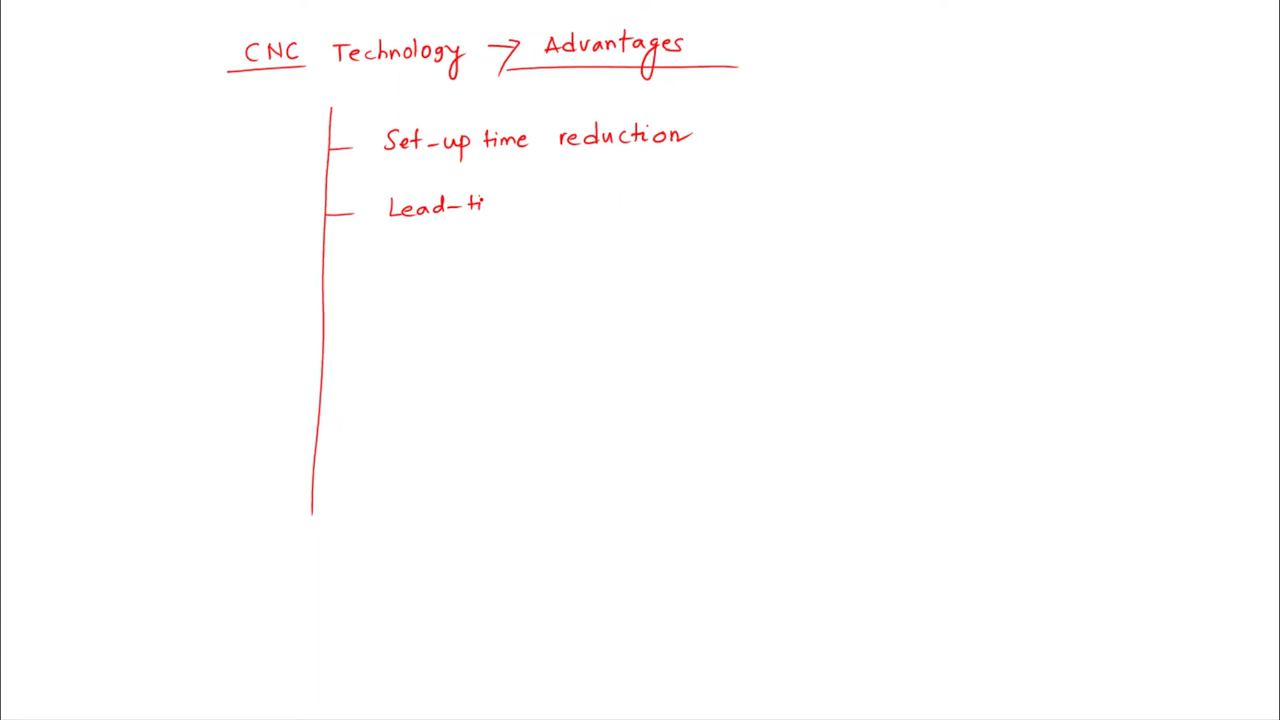 CNC Technology → Advantages
Set-up time reduction
Lead-ti